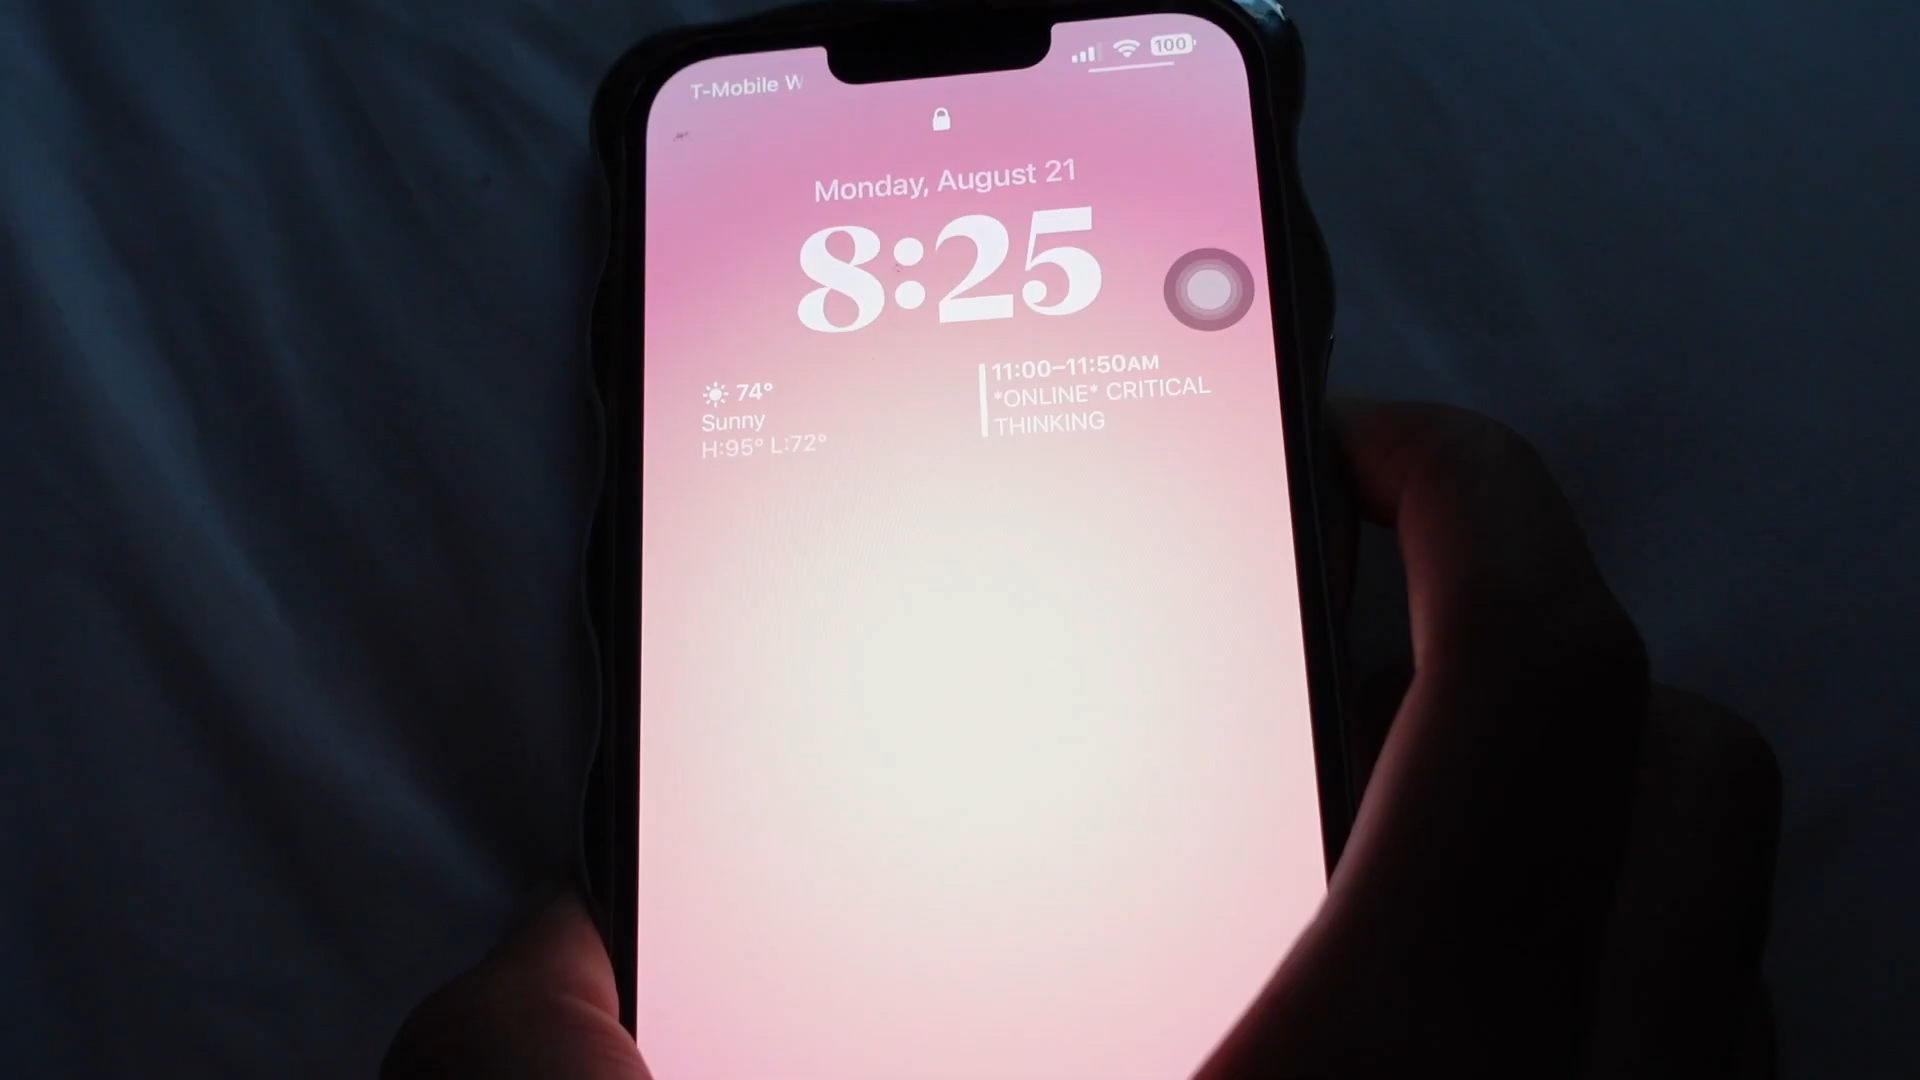 T-Mobile W
100
Monday, August 21
8:25
74°
Sunny
H:95° L:72°
11:00–11:50AM
*ONLINE* CRITICAL
THINKING